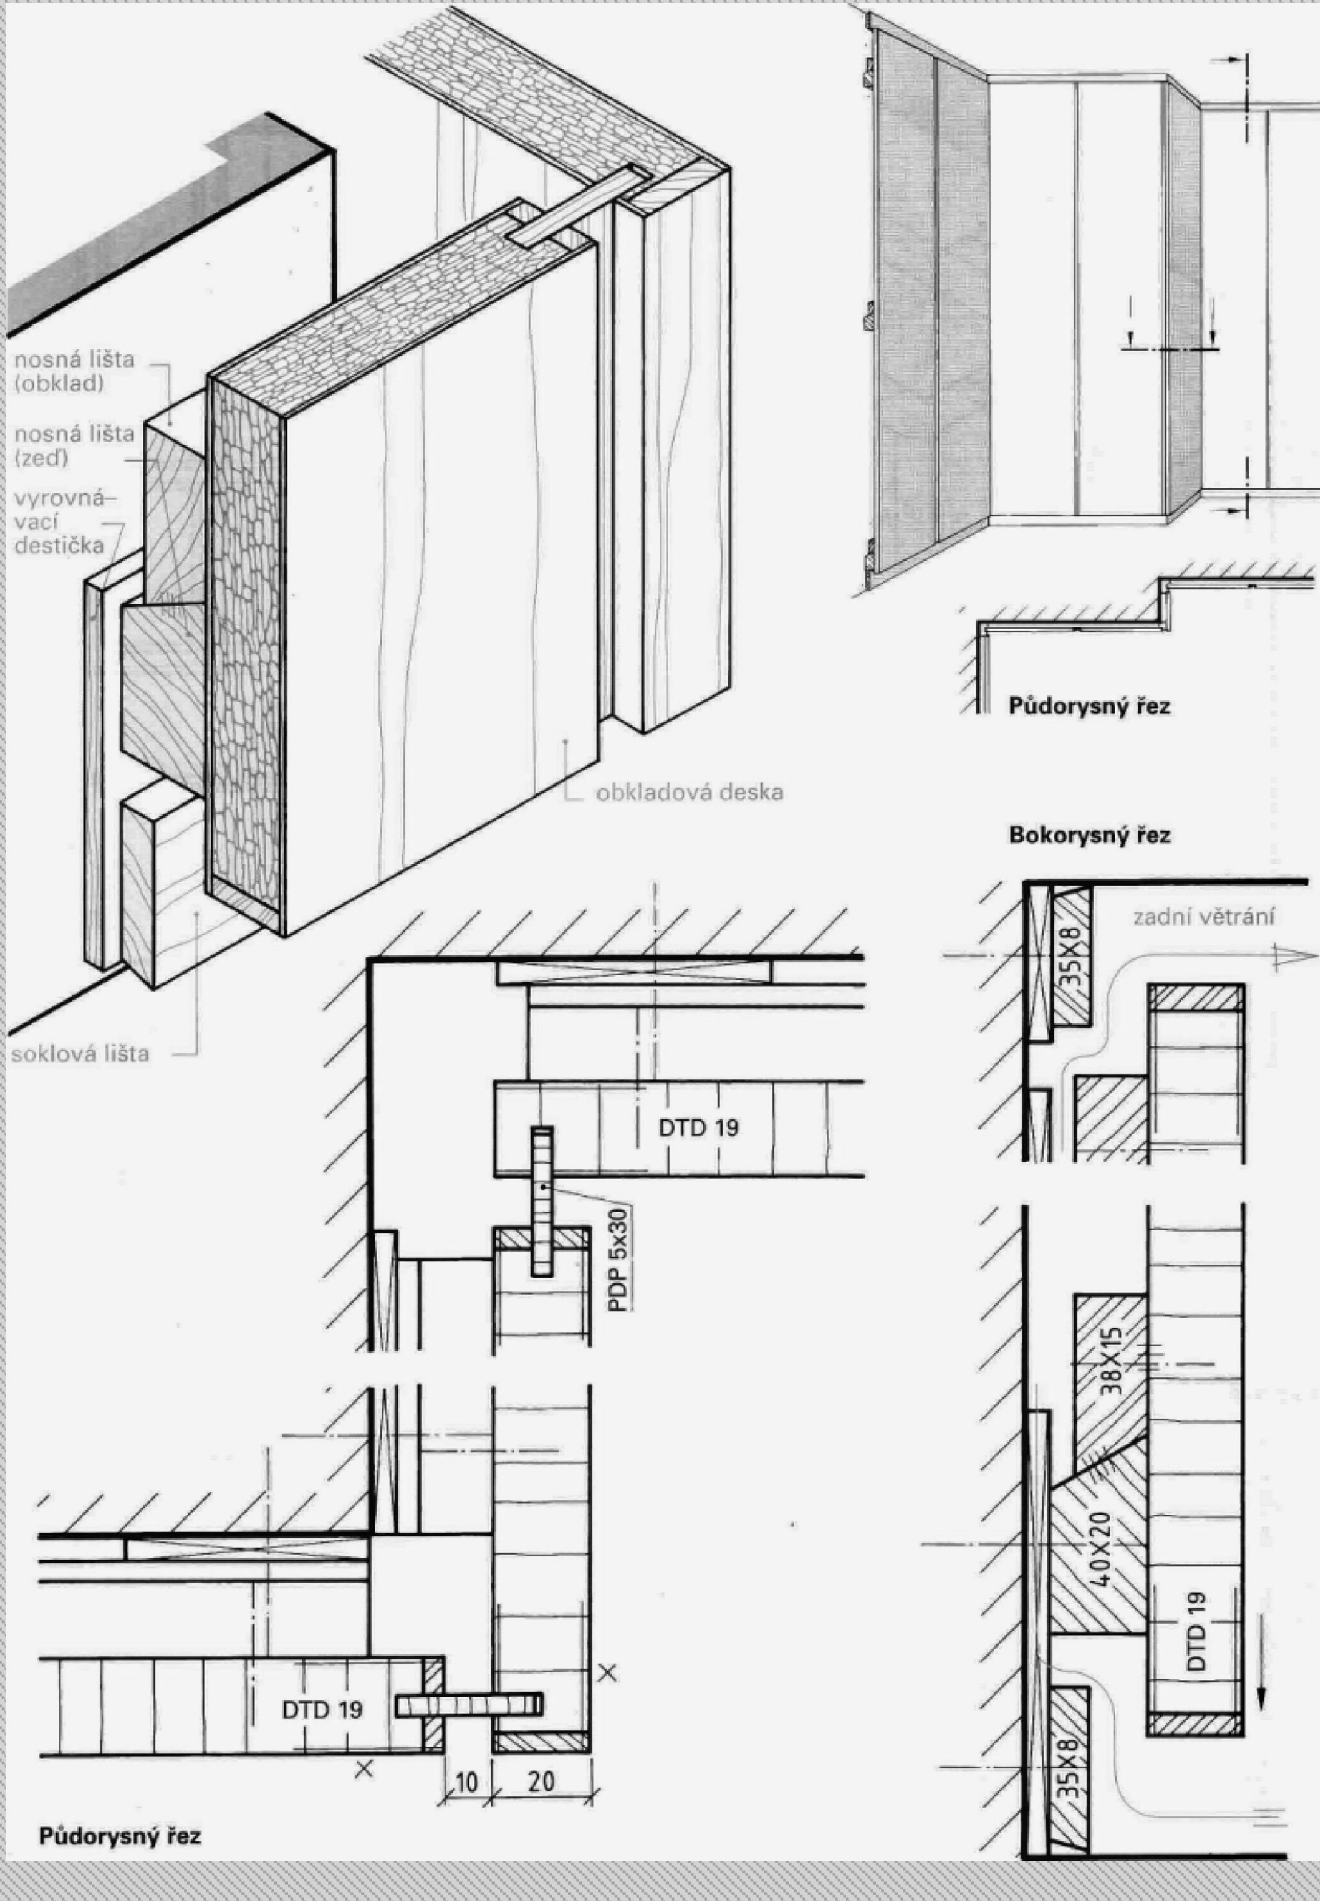 nosná lišta
(obklad)
nosná lišta
(zeď)
vyrovná–
vací
destička
obkladová deska
soklová lišta
Půdorysný řez
Bokorysný řez
zadní větrání
35X8
DTD 19
PDP 5x30
38X15
40X20
DTD 19
35X8
DTD 19
10
20
Půdorysný řez